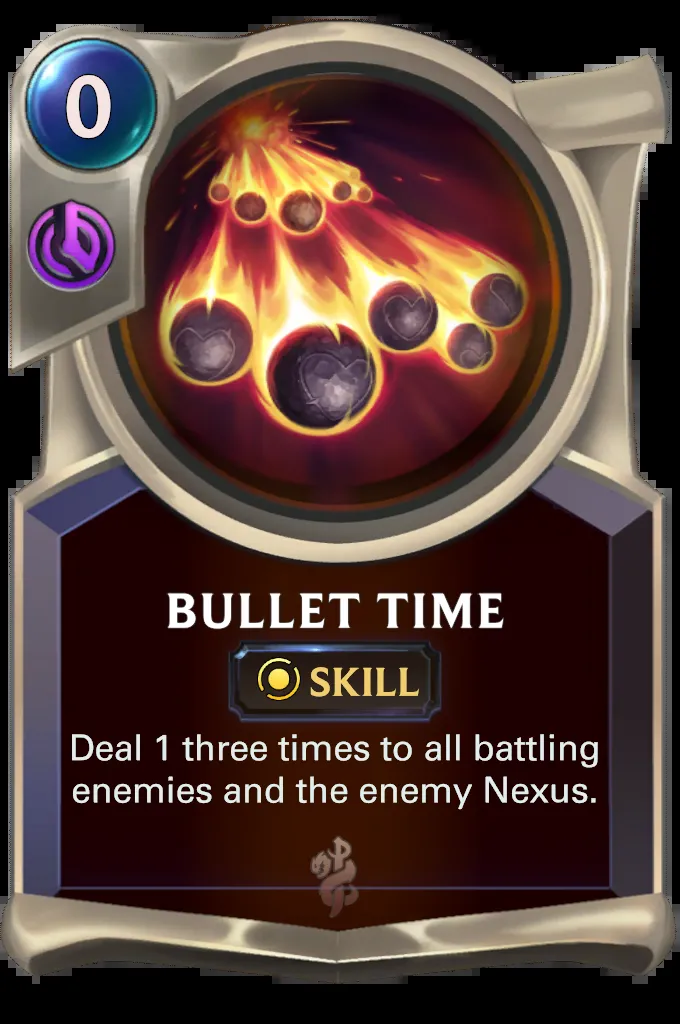 0
BULLET TIME
SKILL
Deal 1 three times to all battling
enemies and the enemy Nexus.